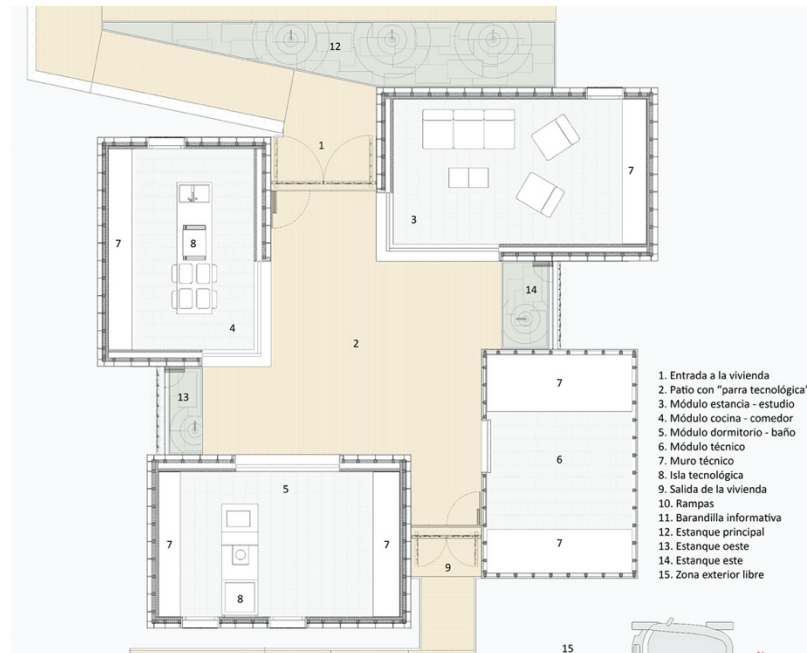 12
1
7
3
7
8
4
14
2
13
7
6
5
7
7
7
8
9
15
1. Entrada a la vivienda
2. Patio con "parra tecnológica"
3. Módulo estancia - estudio
4. Módulo cocina - comedor
5. Módulo dormitorio - baño
6. Módulo técnico
7. Muro técnico
8. Isla tecnológica
9. Salida de la vivienda
10. Rampas
11. Barandilla informativa
12. Estanque principal
13. Estanque oeste
14. Estanque este
15. Zona exterior libre